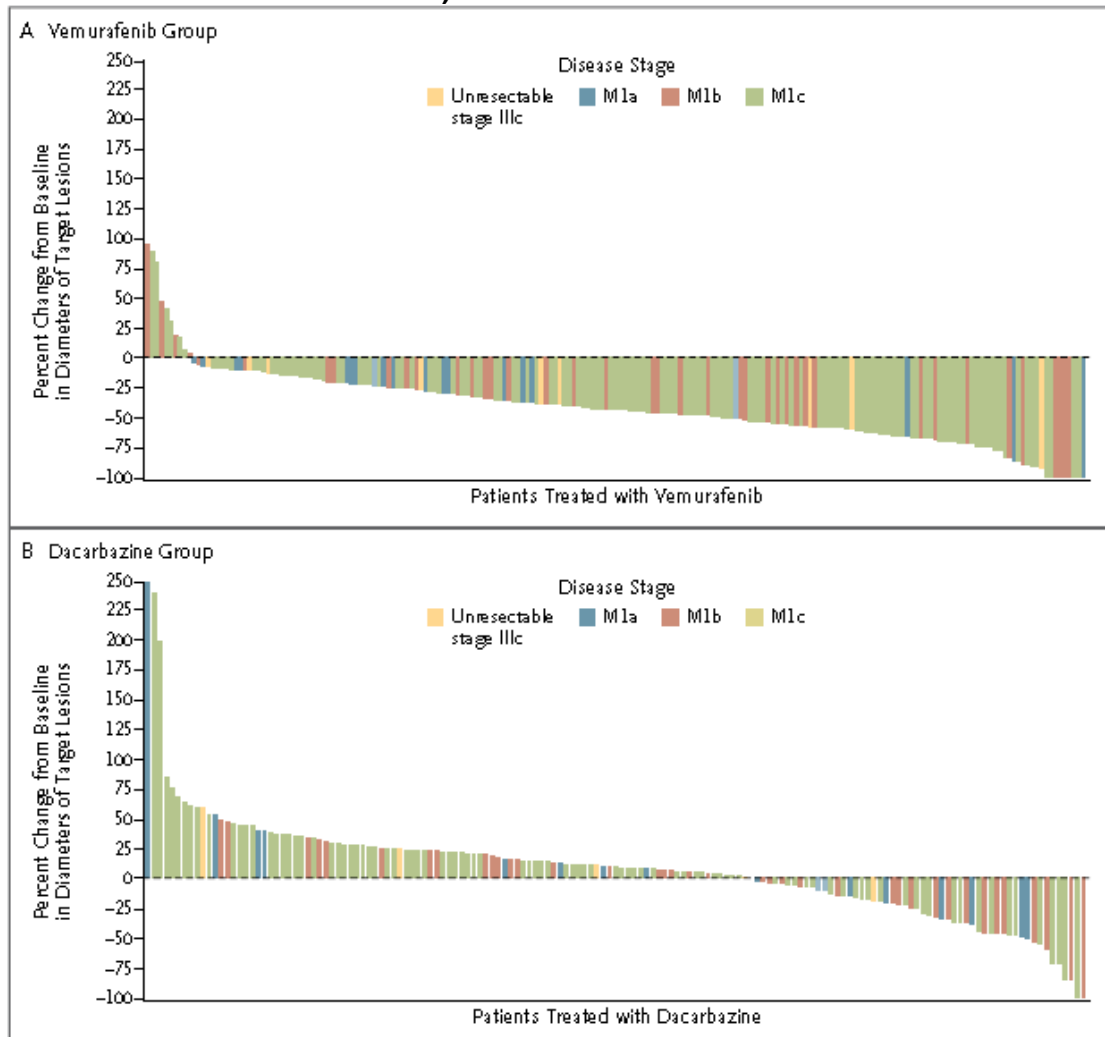 A Vemurafenib Group
Disease Stage
Unresectable stage IIIc
M1a
M1b
M1c
250
225
200
175
150
125
100
75
50
25
0
−25
−50
−75
−100
Percent Change from Baseline
in Diameters of Target Lesions
Patients Treated with Vemurafenib
B Dacarbazine Group
Disease Stage
Unresectable stage IIIc
M1a
M1b
M1c
250
225
200
175
150
125
100
75
50
25
0
−25
−50
−75
−100
Percent Change from Baseline
in Diameters of Target Lesions
Patients Treated with Dacarbazine